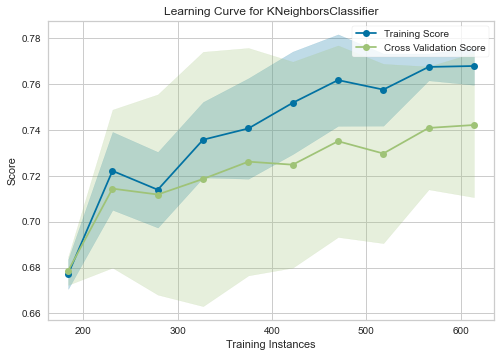 Learning Curve for KNeighborsClassifier
Training Score
Cross Validation Score
0.78
0.76
0.74
0.72
0.70
0.68
0.66
Score
200
300
400
500
600
Training Instances